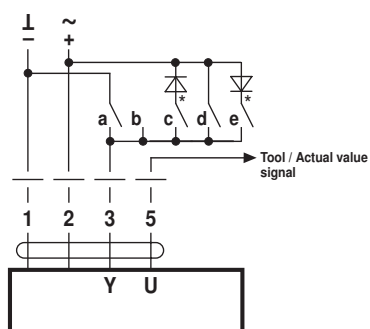 ⊥ ~
− +
a b c * d e *
Tool / Actual value
signal
1 2 3 5
Y U